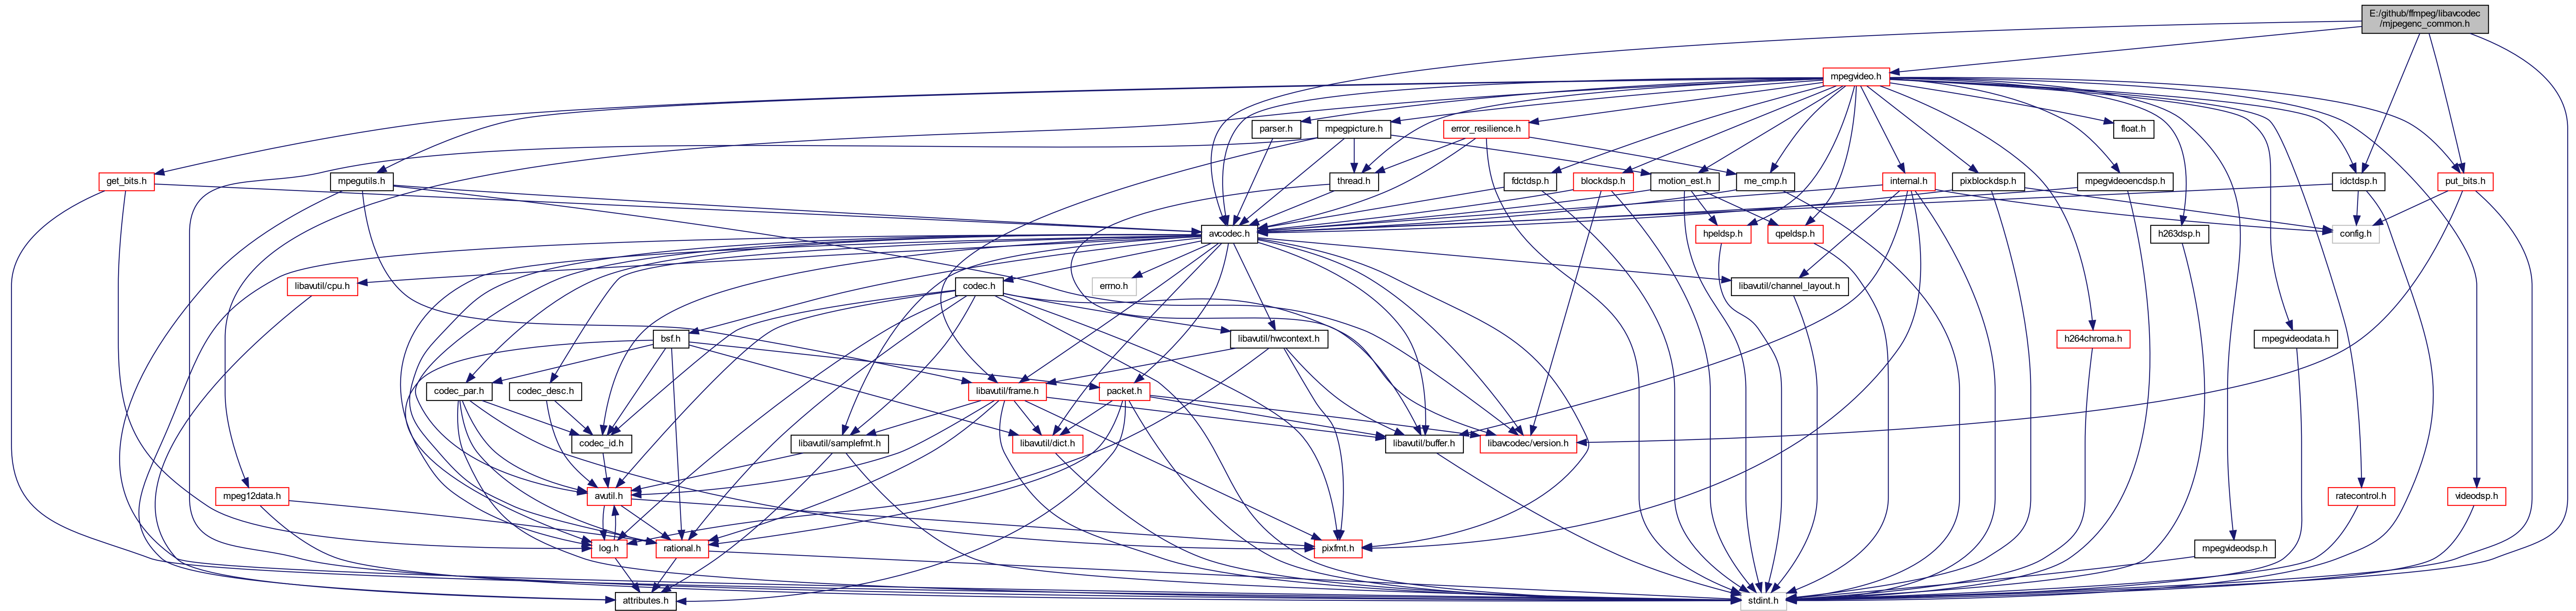 E:/github/ffmpeg/libavcodec
/mjpegenc_common.h
mpegvideo.h
parser.h
mpegpicture.h
error_resilience.h
float.h
get_bits.h
mpegutils.h
thread.h
fdctdsp.h
blockdsp.h
motion_est.h
me_cmp.h
internal.h
pixblockdsp.h
mpegvideoencdsp.h
idctdsp.h
put_bits.h
avcodec.h
hpeldsp.h
qpeldsp.h
h263dsp.h
config.h
libavutil/cpu.h
codec.h
errno.h
libavutil/channel_layout.h
bsf.h
libavutil/hwcontext.h
h264chroma.h
mpegvideodata.h
codec_par.h
codec_desc.h
libavutil/frame.h
packet.h
codec_id.h
libavutil/samplefmt.h
libavutil/dict.h
libavutil/buffer.h
libavcodec/version.h
mpeg12data.h
avutil.h
ratecontrol.h
videodsp.h
log.h
rational.h
pixfmt.h
mpegvideodsp.h
attributes.h
stdint.h